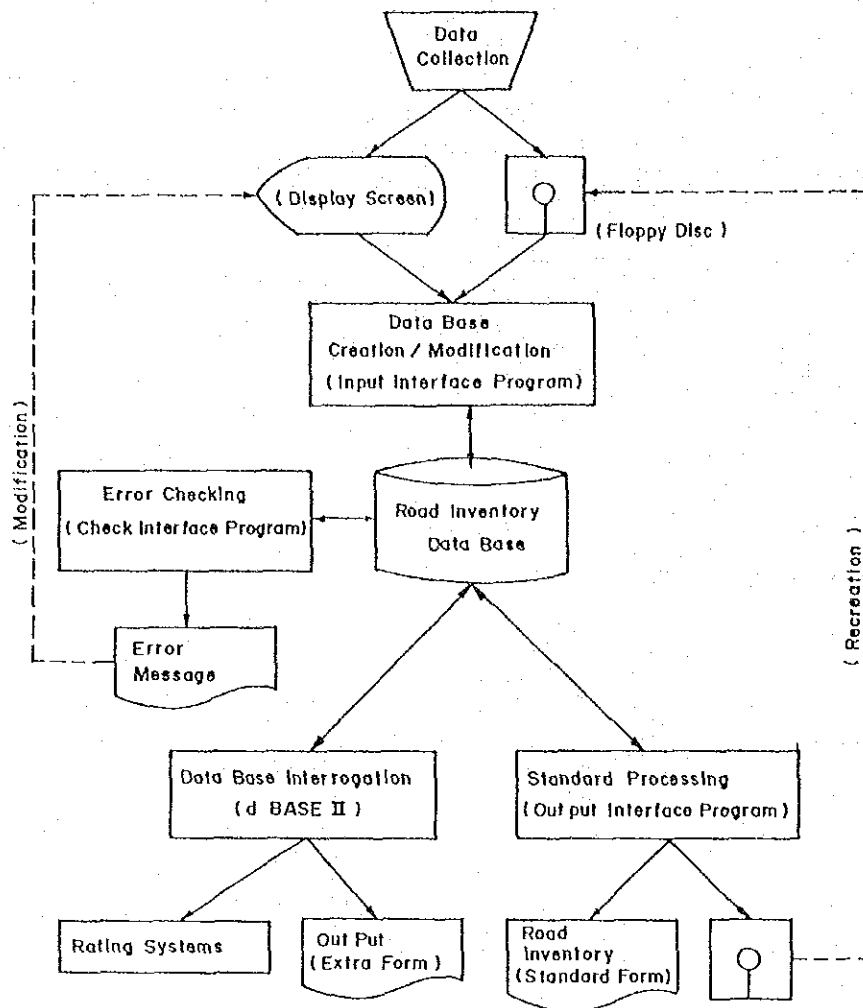 Data
Collection
(Display Screen)
(Floppy Disc)
Data Base
Creation / Modification
(Input Interface Program)
(Modification)
Error Checking
(Check Interface Program)
Road Inventory
Data Base
(Recreation)
Error
Message
Data Base Interrogation
(d BASE II)
Standard Processing
(Output Interface Program)
Rating Systems
Out Put
(Extra Form)
Road
Inventory
(Standard Form)